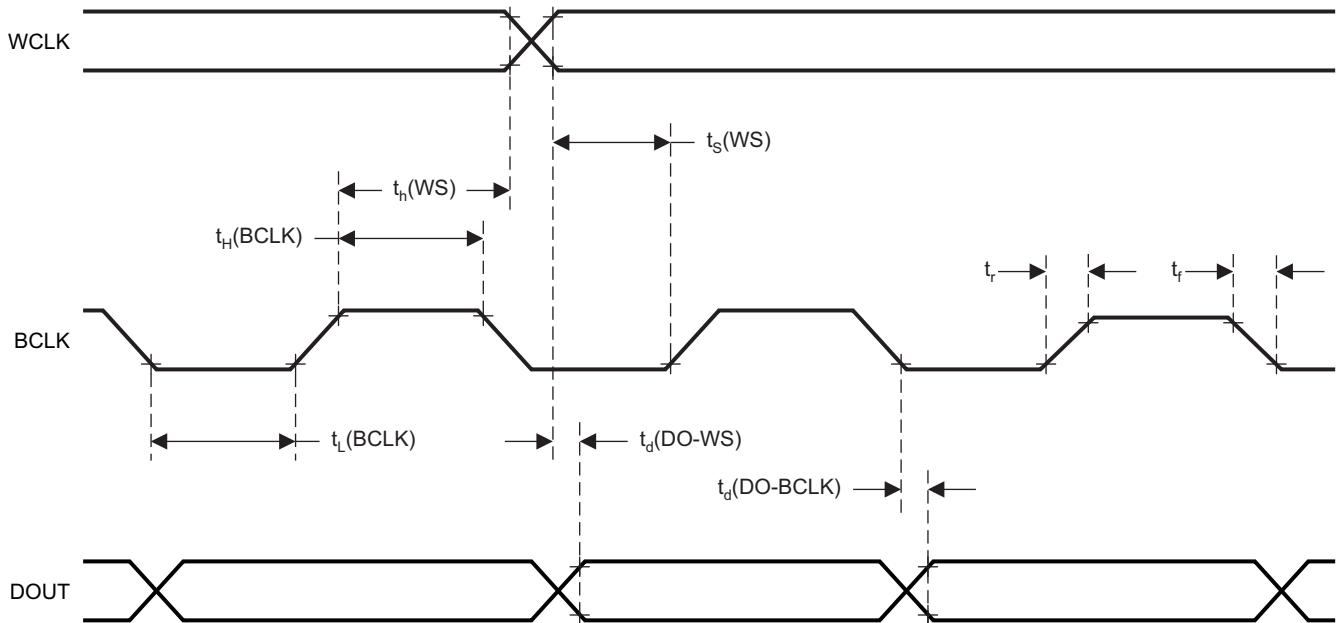 WCLK
tS(WS)
th(WS)
tH(BCLK)
tr
tf
BCLK
tL(BCLK)
td(DO-WS)
td(DO-BCLK)
DOUT